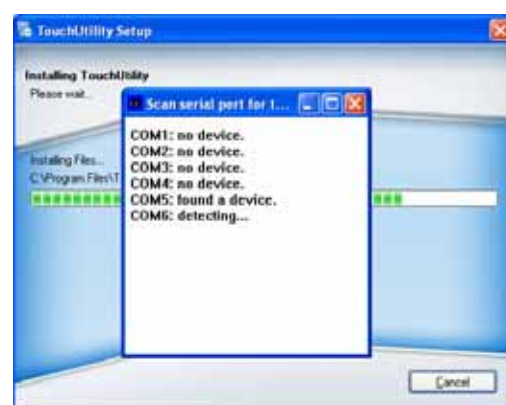 TouchUtility Setup
Installing TouchUtility
Please wait...
Scan serial port for t...
COM1: no device.
COM2: no device.
COM3: no device.
COM4: no device.
COM5: found a device.
COM6: detecting...
Installing Files...
C:\Program Files\T
Cancel